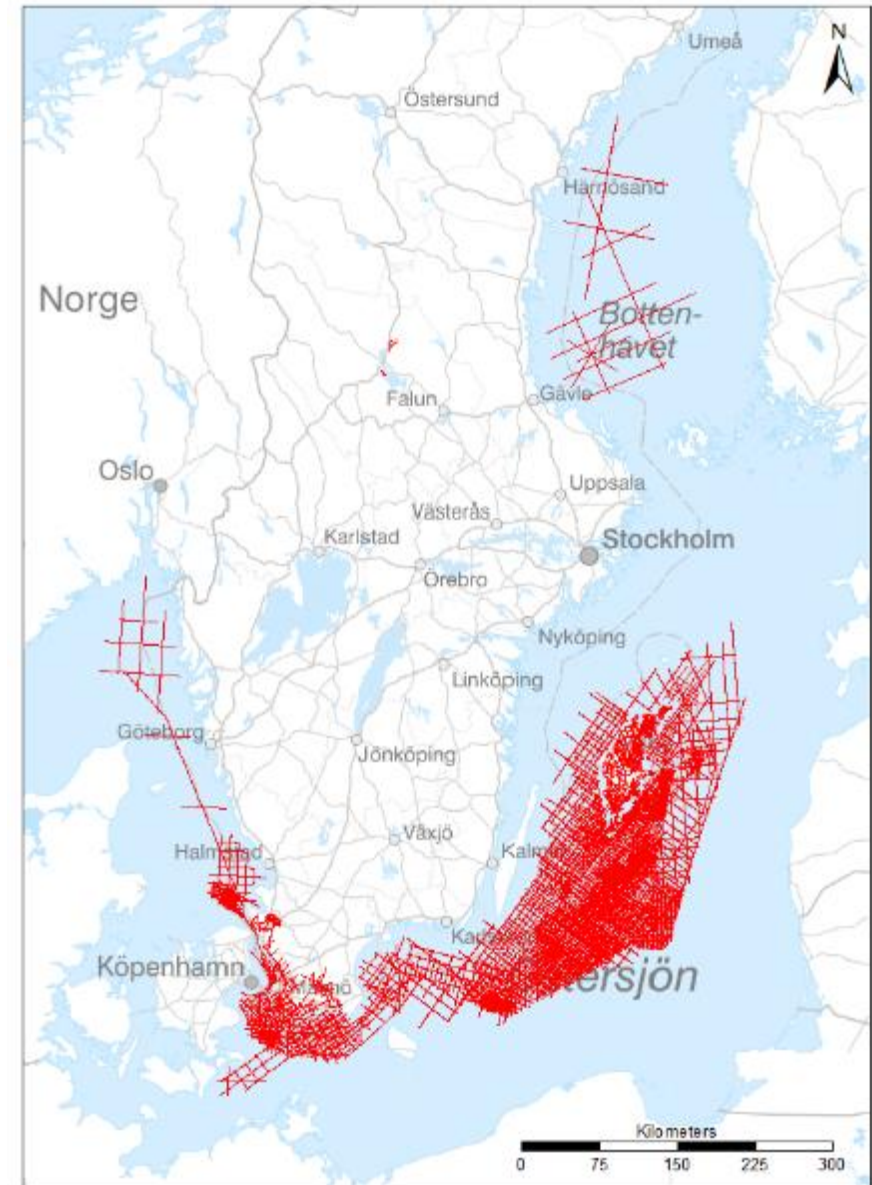 N
Umeå
Östersund
Härnösand
Norge
Botten-
havet
Falun
Gävle
Oslo
Uppsala
Västerås
Karlstad
Stockholm
Örebro
Nyköping
Linköping
Göteborg
Jönköping
Växjö
Halmstad
Köpenhamn
Kilometers
0 75 150 225 300